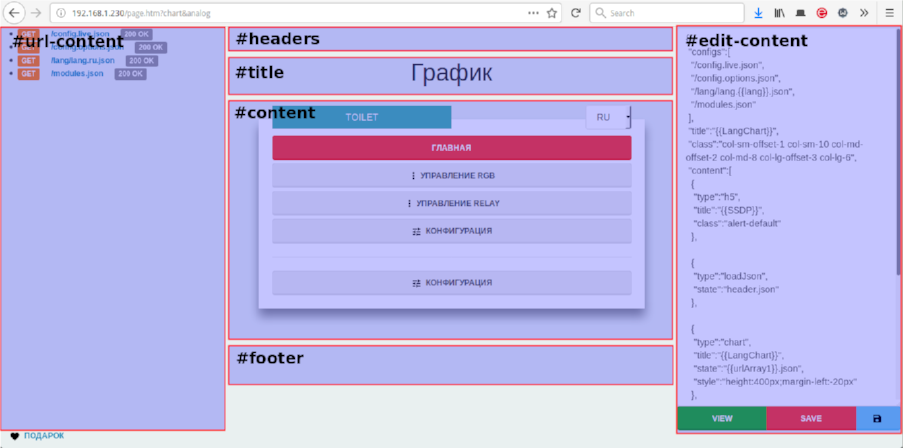 192.168.1.230/page.htm?chart&analog
Search
#url-content
GET /config.live.json 200 OK
GET 200 OK
GET /lang/lang.ru.json 200 OK
GET /modules.json 200 OK
#headers
#title
График
#content
TOILET
RU
ГЛАВНАЯ
УПРАВЛЕНИЕ RGB
УПРАВЛЕНИЕ RELAY
КОНФИГУРАЦИЯ
КОНФИГУРАЦИЯ
#footer
#edit-content
"configs":[
"/config.live.json",
"/config.options.json",
"/lang/lang.{{lang}}.json",
"/modules.json"
],
"title":"{{LangChart}}",
"class":"col-sm-offset-1 col-sm-10 col-md-
offset-2 col-md-8 col-lg-offset-3 col-lg-6",
"content":[
{
"type":"h5",
"title":"{{SSDP}}",
"class":"alert-default"
},
{
"type":"loadJson",
"state":"header.json"
},
{
"type":"chart",
"title":"{{LangChart}}",
"state":"{{urlArray1}}.json",
"style":"height:400px;margin-left:-20px"
},
VIEW
SAVE
ПОДАРОК